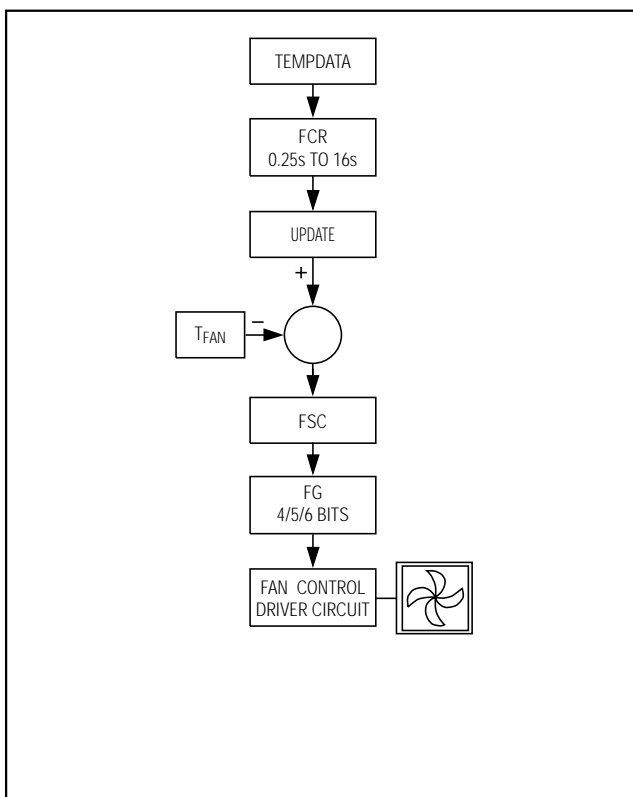 TEMPDATA
FCR
0.25s TO 16s
UPDATE
+
TFAN
−
FSC
FG
4/5/6 BITS
FAN CONTROL
DRIVER CIRCUIT